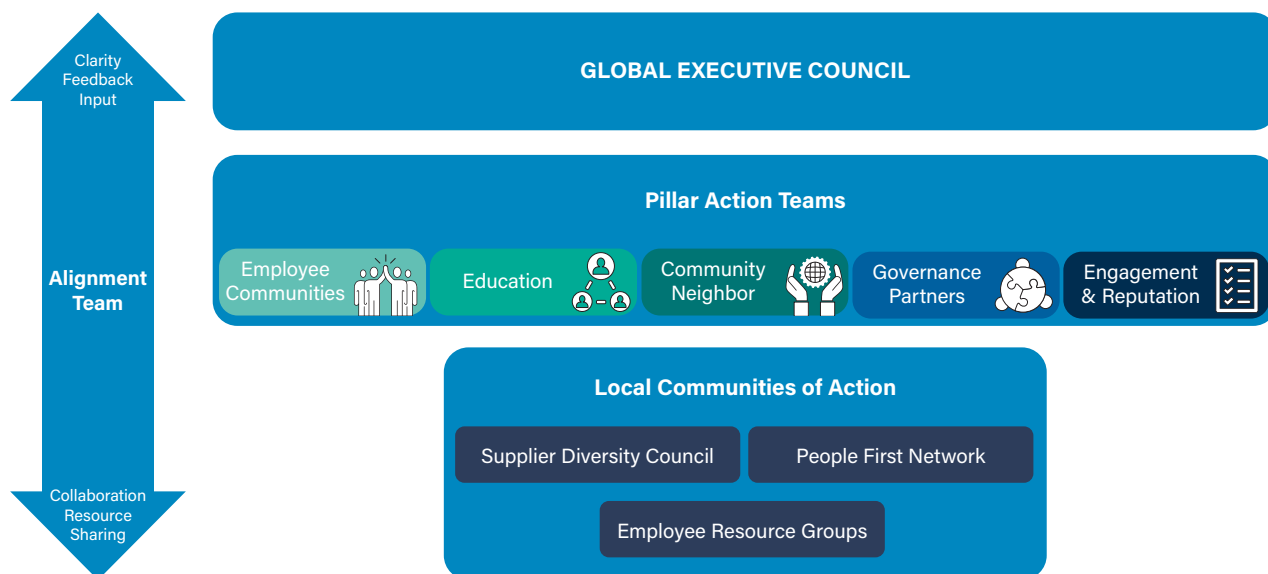 Clarity
Feedback
Input
GLOBAL EXECUTIVE COUNCIL
Alignment
Team
Pillar Action Teams
Employee
Communities
Education
Community
Neighbor
Governance
Partners
Engagement
& Reputation
Local Communities of Action
Supplier Diversity Council
People First Network
Employee Resource Groups
Collaboration
Resource
Sharing